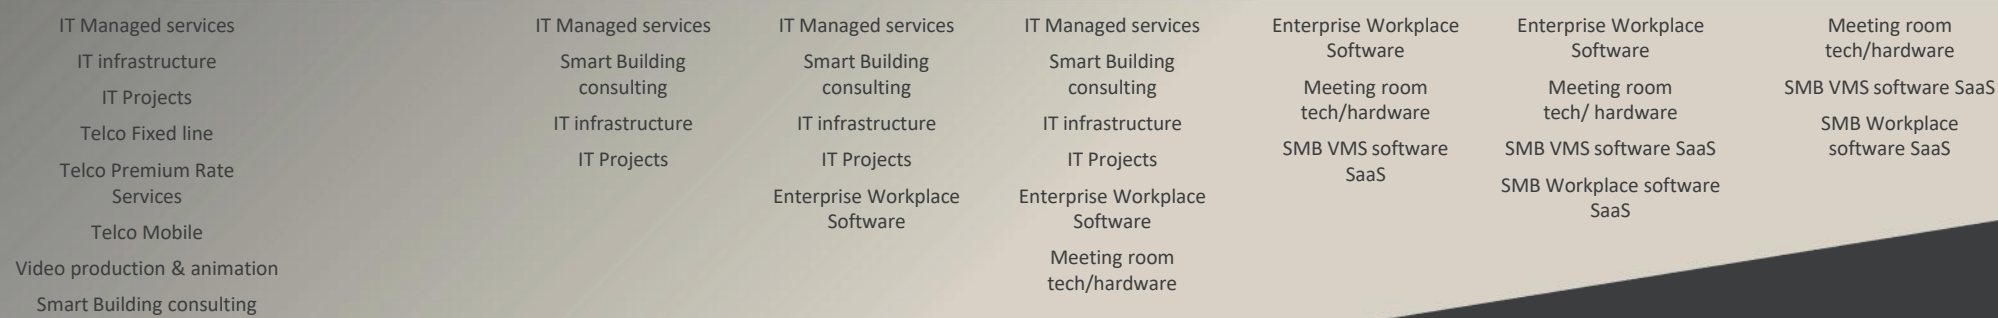 IT Managed services
IT infrastructure
IT Projects
Telco Fixed line
Telco Premium Rate
Services
Telco Mobile
Video production & animation
Smart Building consulting
IT Managed services
Smart Building
consulting
IT infrastructure
IT Projects
IT Managed services
Smart Building
consulting
IT infrastructure
IT Projects
Enterprise Workplace
Software
IT Managed services
Smart Building
consulting
IT infrastructure
IT Projects
Enterprise Workplace
Software
Meeting room
tech/hardware
Enterprise Workplace
Software
Meeting room
tech/hardware
SMB VMS software
SaaS
Enterprise Workplace
Software
Meeting room
tech/ hardware
SMB VMS software SaaS
SMB Workplace software
SaaS
Meeting room
tech/hardware
SMB VMS software SaaS
SMB Workplace
software SaaS